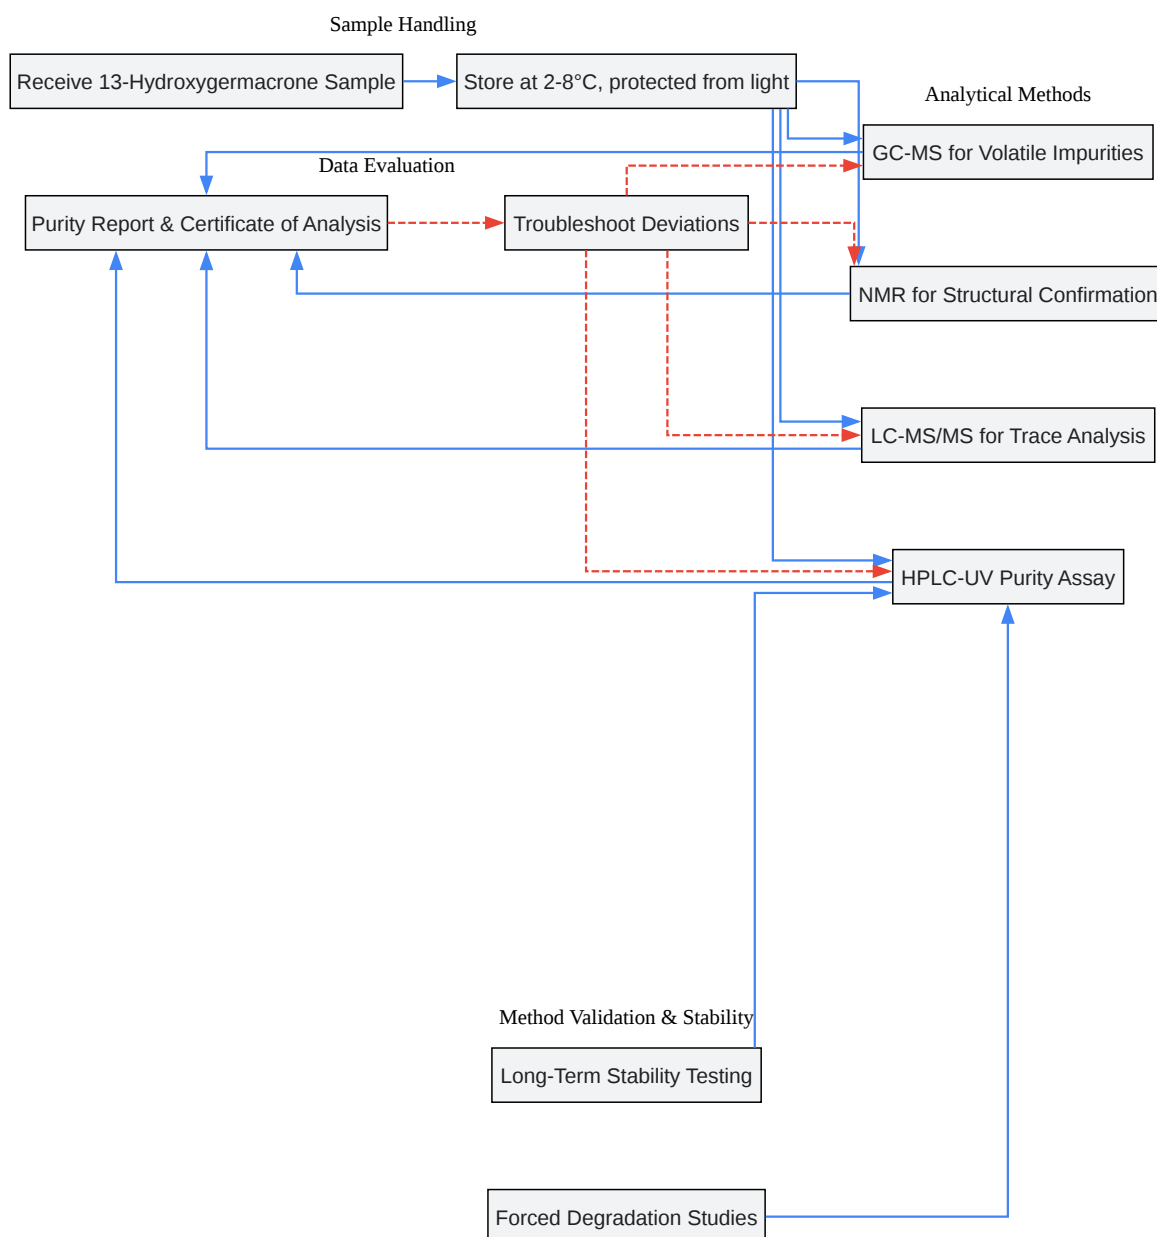 Sample Handling
Receive 13-Hydroxygermacrone Sample
Store at 2-8°C, protected from light
Analytical Methods
GC-MS for Volatile Impurities
Data Evaluation
Purity Report & Certificate of Analysis
Troubleshoot Deviations
NMR for Structural Confirmation
LC-MS/MS for Trace Analysis
HPLC-UV Purity Assay
Method Validation & Stability
Long-Term Stability Testing
Forced Degradation Studies